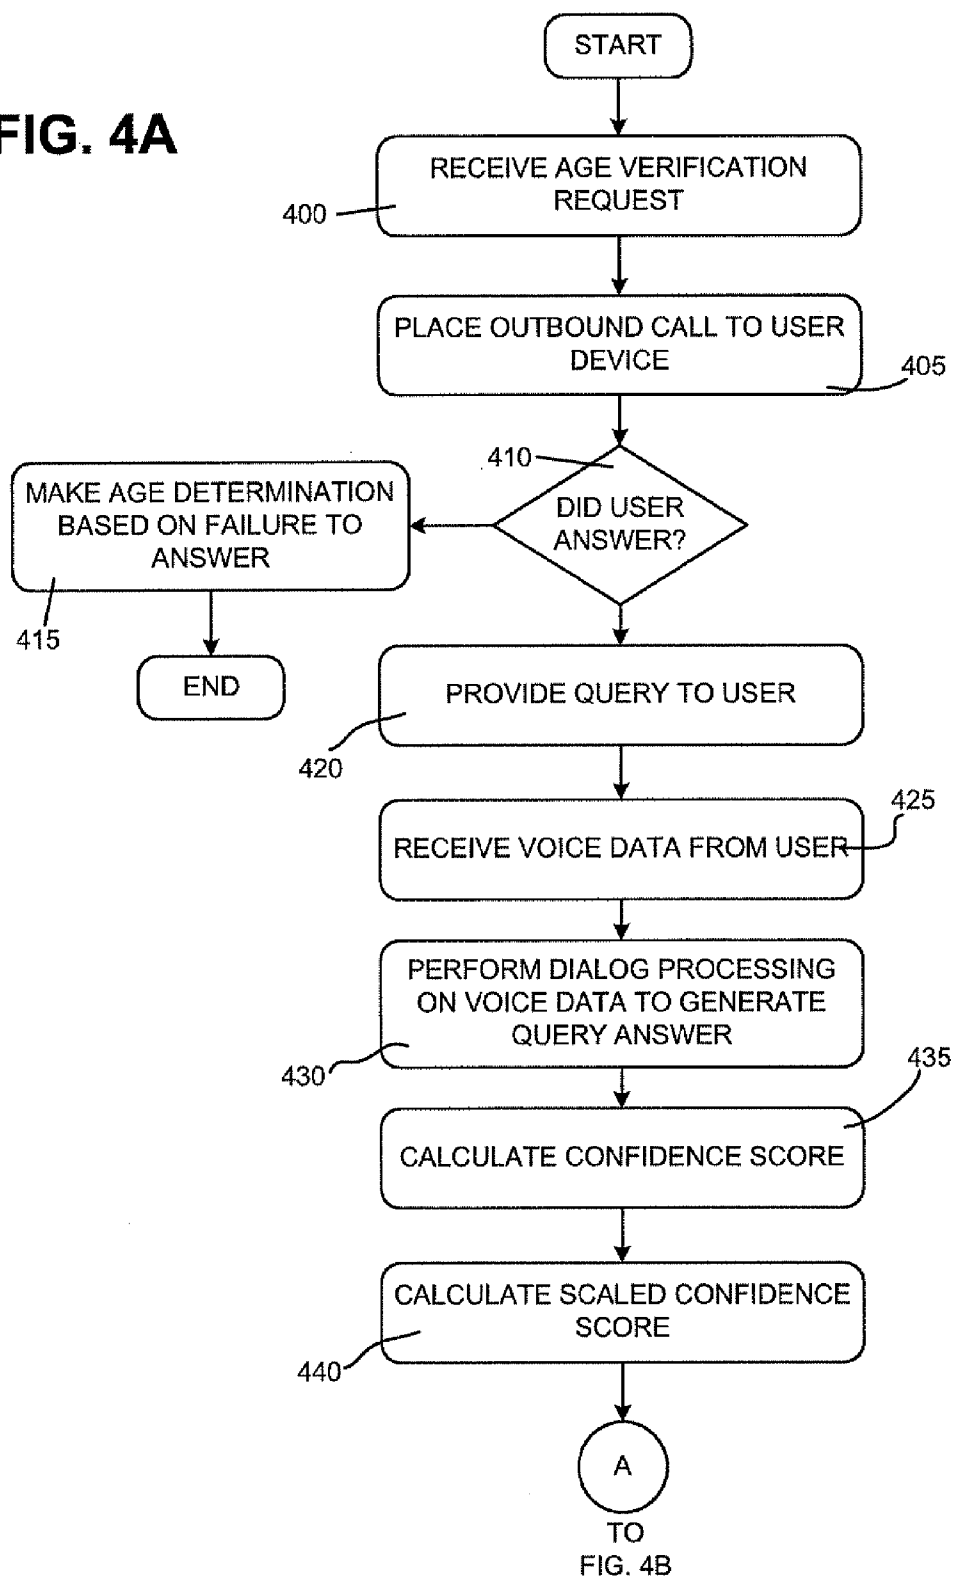 START
FIG. 4A
RECEIVE AGE VERIFICATION
REQUEST
400
PLACE OUTBOUND CALL TO USER
DEVICE
405
410
DID USER
ANSWER?
MAKE AGE DETERMINATION
BASED ON FAILURE TO
ANSWER
415
END
PROVIDE QUERY TO USER
420
425
RECEIVE VOICE DATA FROM USER
PERFORM DIALOG PROCESSING
ON VOICE DATA TO GENERATE
QUERY ANSWER
430
435
CALCULATE CONFIDENCE SCORE
CALCULATE SCALED CONFIDENCE
SCORE
440
A
TO
FIG. 4B